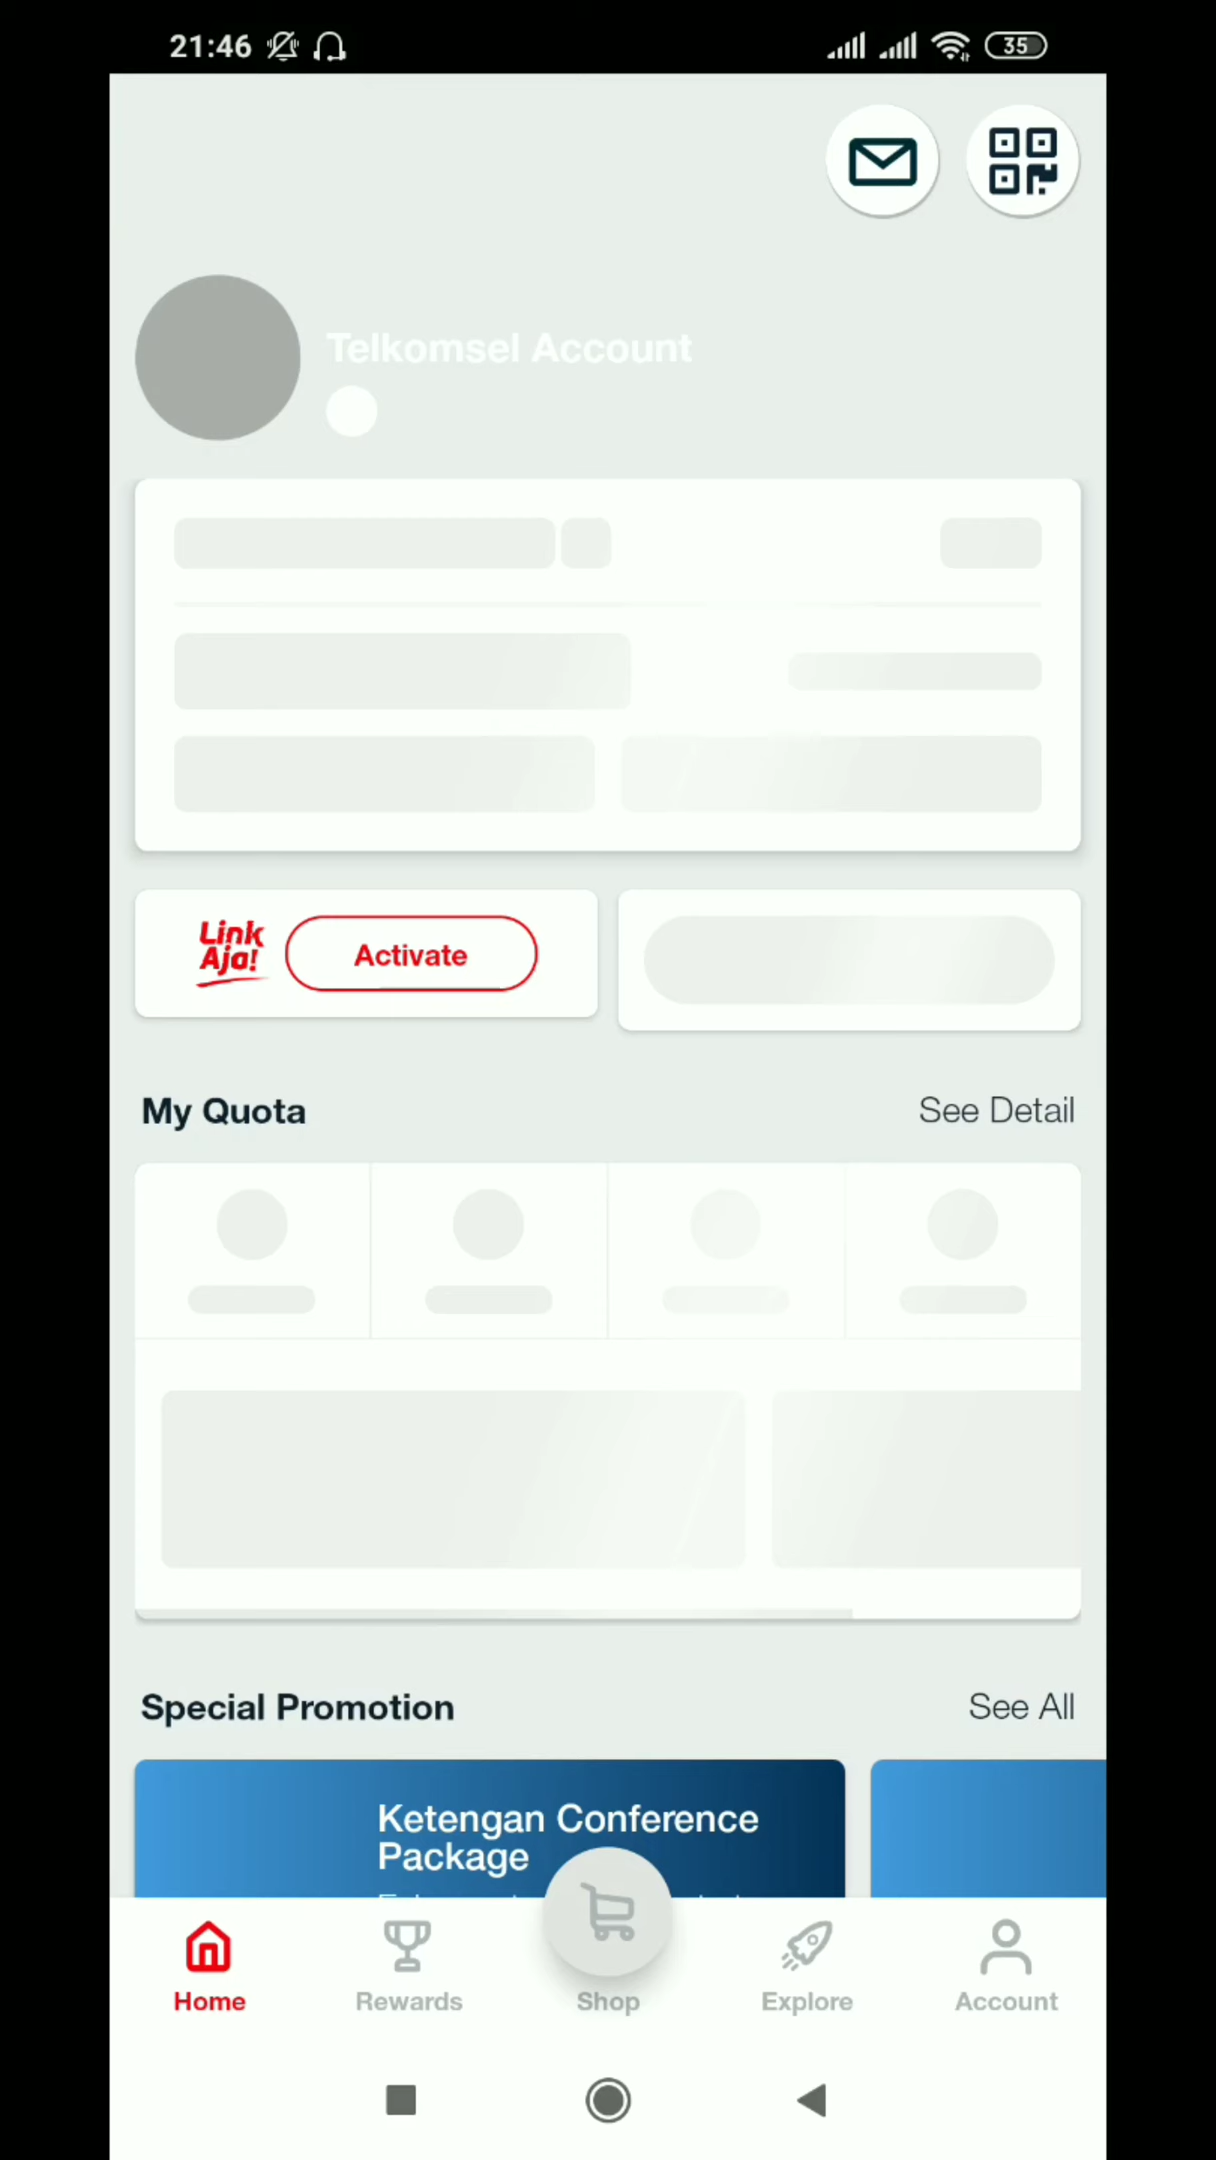 21:46
35
Telkomsel Account
Link
Aja!
Activate
My Quota
See Detail
Special Promotion
See All
Ketengan Conference
Package
Home
Rewards
Shop
Explore
Account